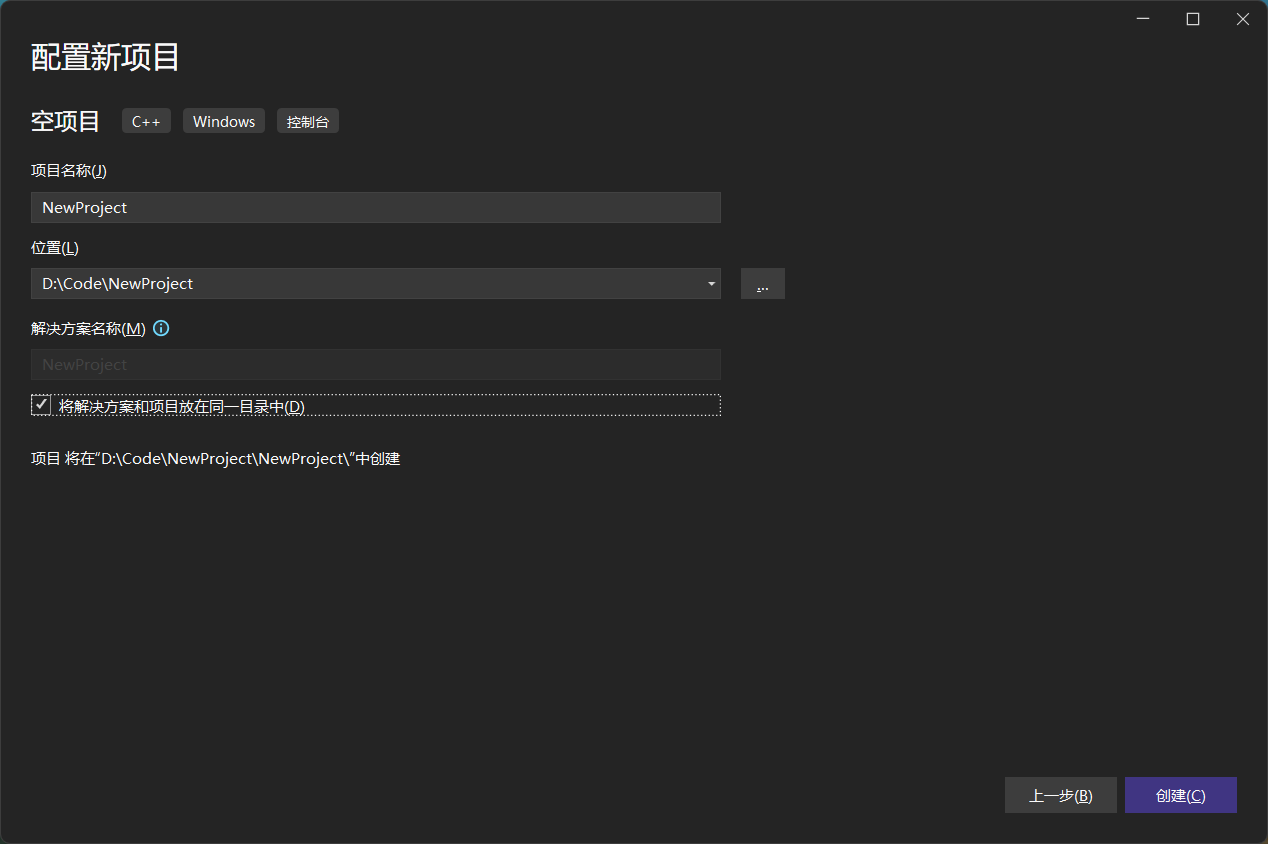 配置新项目
空项目 C++ Windows 控制台
项目名称(J)
NewProject
位置(L)
D:\Code\NewProject
...
解决方案名称(M)
NewProject
将解决方案和项目放在同一目录中(D)
项目 将在“D:\Code\NewProject\NewProject\”中创建
上一步(B) 创建(C)